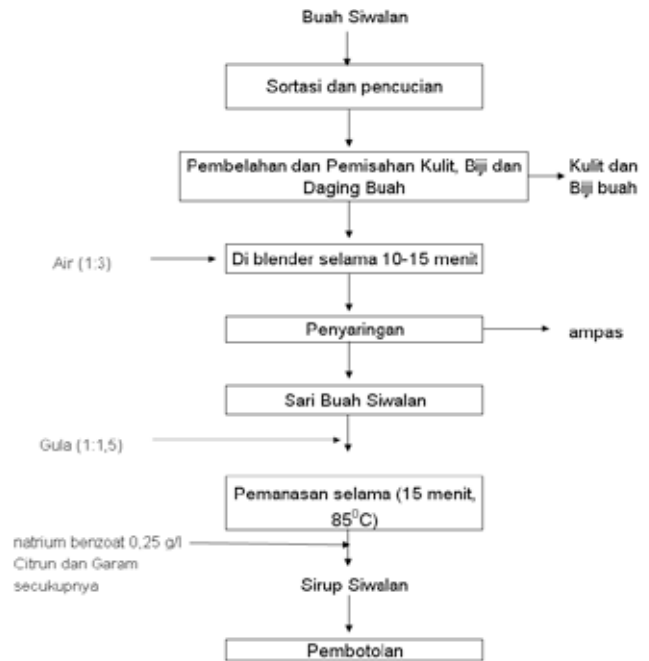 Buah Siwalan
Sortasi dan pencucian
Pembelahan dan Pemisahan Kulit, Biji dan
Daging Buah
Kulit dan
Biji buah
Air (1:3)
Di blender selama 10-15 menit
Penyaringan
ampas
Sari Buah Siwalan
Gula (1:1,5)
Pemanasan selama (15 menit,
85⁰C)
natrium benzoat 0,25 g/l
Citrun dan Garam
secukupnya
Sirup Siwalan
Pembotolan